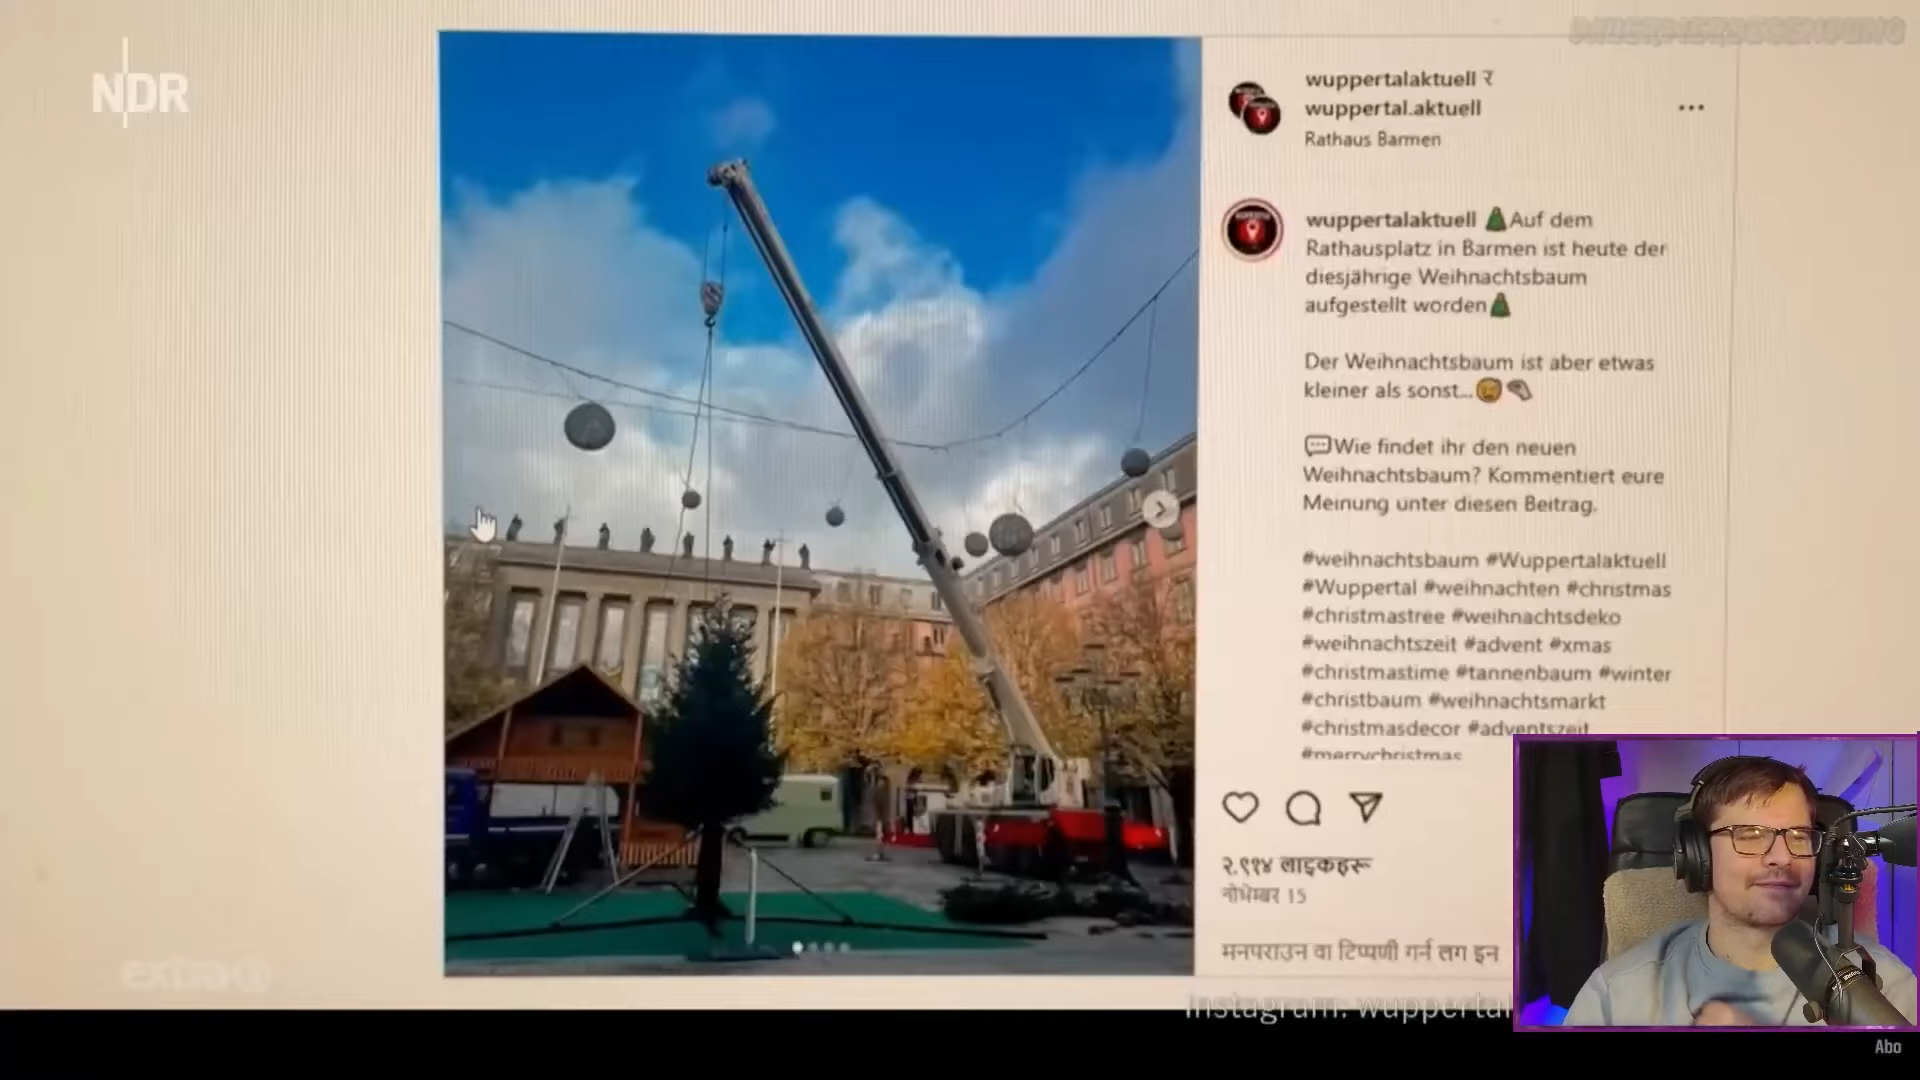 NDR
wuppertalaktuell र
wuppertal.aktuell
Rathaus Barmen
wuppertalaktuell 🎄Auf dem
Rathausplatz in Barmen ist heute der
diesjährige Weihnachtsbaum
aufgestellt worden🎄
Der Weihnachtsbaum ist aber etwas
kleiner als sonst...
💬Wie findet ihr den neuen
Weihnachtsbaum? Kommentiert eure
Meinung unter diesen Beitrag.
#weihnachtsbaum #Wuppertalaktuell
#Wuppertal #weihnachten #christmas
#christmastree #weihnachtsdeko
#weihnachtszeit #advent #xmas
#christmastime #tannenbaum #winter
#christbaum #weihnachtsmarkt
#christmasdecor #adventszeit
#merrychristmas
२,९१४ लाइकहरू
नोभेम्बर 15
मनपराउन वा टिप्पणी गर्न लग इन
extra 3
Instagram: wuppertal
Abo